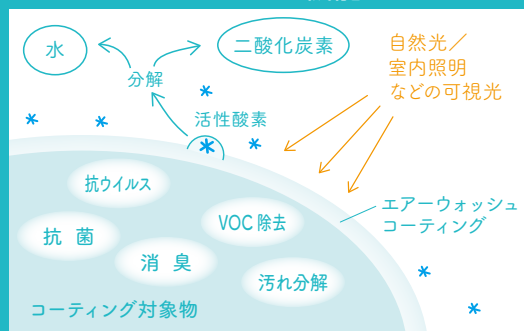 水
二酸化炭素
分解
活性酸素
自然光／
室内照明
などの可視光
抗ウイルス
抗菌
VOC除去
消臭
汚れ分解
エアーウォッシュ
コーティング
コーティング対象物